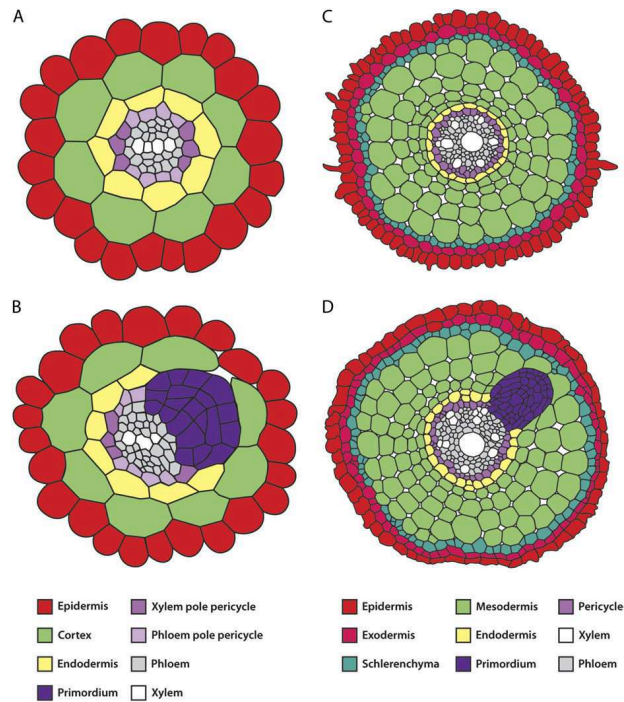 A
C
B
D
Epidermis
Xylem pole pericycle
Cortex
Phloem pole pericycle
Endodermis
Phloem
Primordium
Xylem
Epidermis
Mesodermis
Pericycle
Exodermis
Endodermis
Xylem
Schlerenchyma
Primordium
Phloem